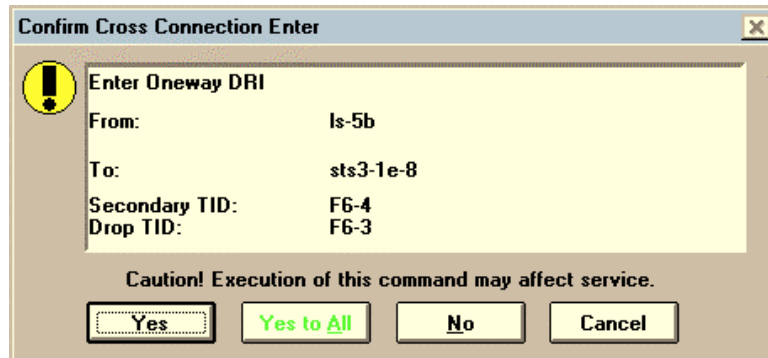 Confirm Cross Connection Enter
Enter Oneway DRI
From: ls-5b
To: sts3-1e-8
Secondary TID: F6-4
Drop TID: F6-3
Caution! Execution of this command may affect service.
Yes Yes to All No Cancel